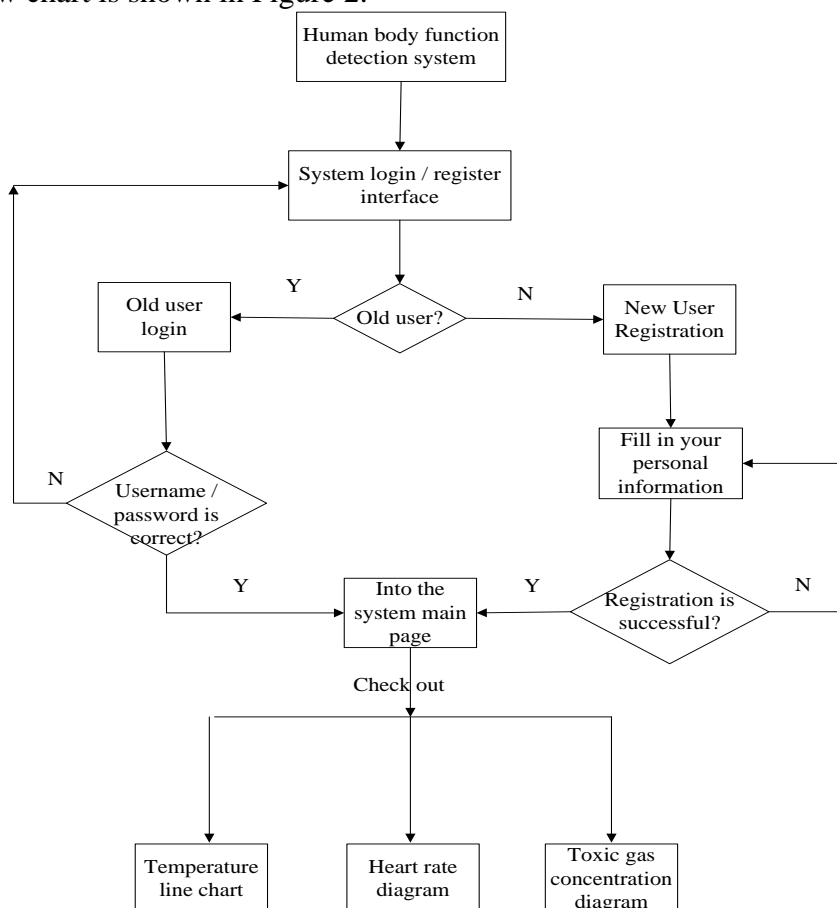 w chart is shown in Figure 2.
Human body function
detection system
System login / register
interface
Y
N
Old user
login
Old user?
New User
Registration
Fill in your
personal
information
N
Username /
password is
correct?
Y
Into the
system main
page
Y
Registration is
successful?
N
Check out
Temperature
line chart
Heart rate
diagram
Toxic gas
concentration
diagram